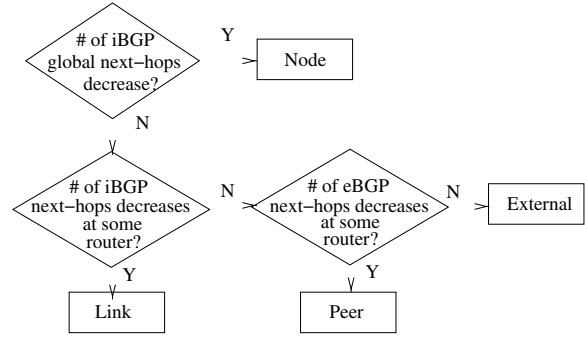 # of iBGP
global next−hops
decrease?
Y
Node
N
# of iBGP
next−hops decreases
at some
router?
N
# of eBGP
next−hops decreases
at some
router?
N
External
Y
Link
Y
Peer